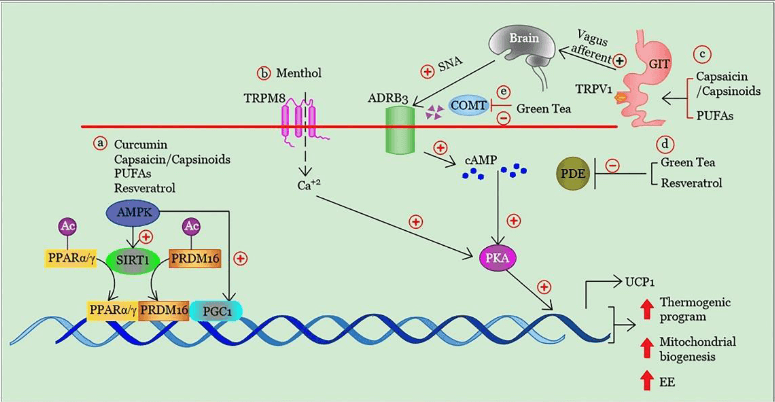 Brain
Vagus
afferent
+
GIT
c
SNA
+
b
Menthol
TRPM8
ADRB3
e
COMT
Green Tea
−
TRPV1
Capsaicin
/Capsinoids
PUFAs
a
Curcumin
Capsaicin/Capsinoids
PUFAs
Resveratrol
+
cAMP
d
PDE
−
Green Tea
Resveratrol
Ca+2
AMPK
Ac
Ac
+
+
+
PPARα/γ
SIRT1
PRDM16
+
PKA
+
PPARα/γ
PRDM16
PGC1
UCP1
Thermogenic
program
Mitochondrial
biogenesis
EE